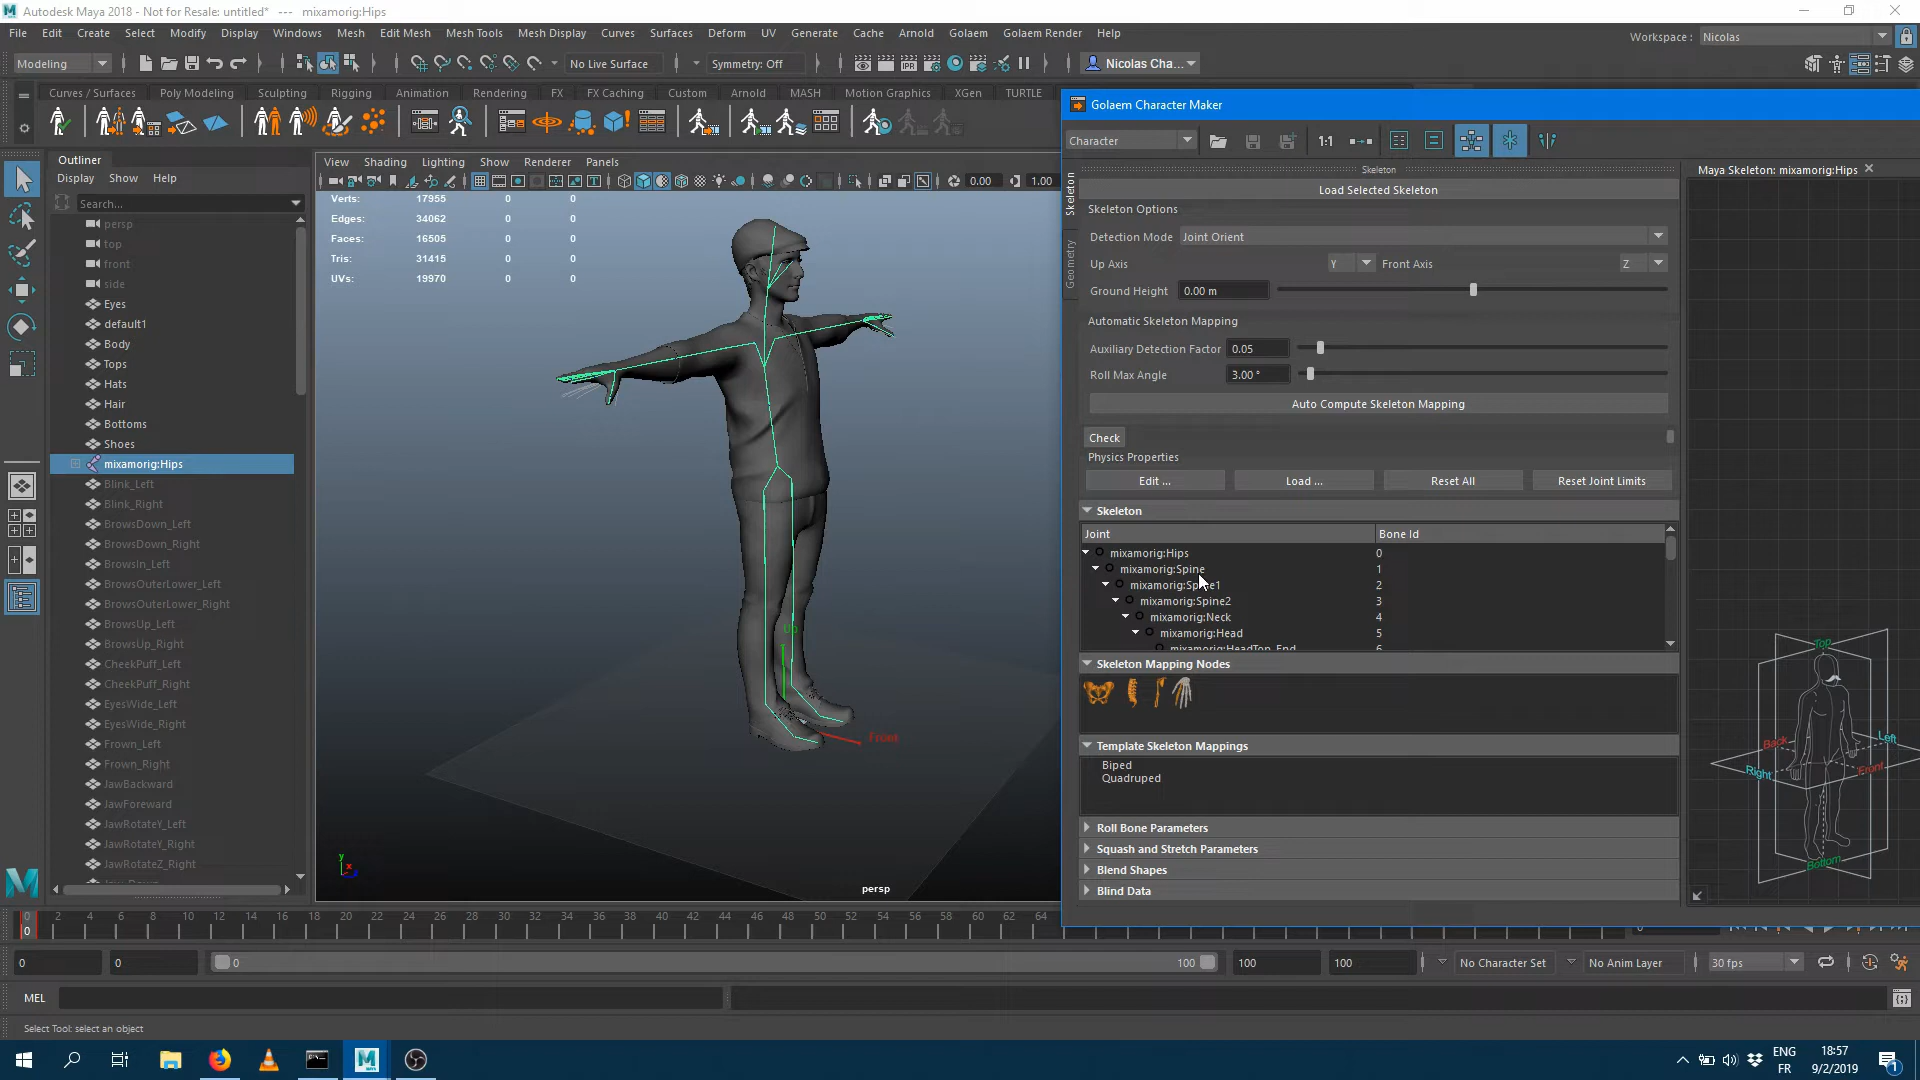 Autodesk Maya 2018 - Not for Resale: untitled* --- mixamorig:Hips
File Edit Create Select Modify Display Windows Mesh Edit Mesh Mesh Tools Mesh Display Curves Surfaces Deform UV Generate Cache Arnold Golaem Golaem Render Help
Workspace : Nicolas
Modeling No Live Surface Symmetry: Off Nicolas Cha...
Curves / Surfaces Poly Modeling Sculpting Rigging Animation Rendering FX FX Caching Custom Arnold MASH Motion Graphics XGen TURTLE
Outliner
Display Show Help
Search...
persp
top
front
side
Eyes
default1
Body
Tops
Hats
Hair
Bottoms
Shoes
mixamorig:Hips
Blink_Left
Blink_Right
BrowsDown_Left
BrowsDown_Right
BrowsIn_Left
BrowsOuterLower_Left
BrowsOuterLower_Right
BrowsUp_Left
BrowsUp_Right
CheekPuff_Left
CheekPuff_Right
EyesWide_Left
EyesWide_Right
Frown_Left
Frown_Right
JawBackward
JawForeward
JawRotateY_Left
JawRotateY_Right
JawRotateZ_Right
View Shading Lighting Show Renderer Panels
0.00 1.00
Verts: 17955 0 0
Edges: 34062 0 0
Faces: 16505 0 0
Tris: 31415 0 0
UVs: 19970 0 0
Up
Front
y
x
persp
Golaem Character Maker
Character 1:1
Skeleton
Geometry
Skeleton
Load Selected Skeleton
Skeleton Options
Detection Mode Joint Orient
Up Axis Y Front Axis Z
Ground Height 0.00 m
Automatic Skeleton Mapping
Auxiliary Detection Factor 0.05
Roll Max Angle 3.00 °
Auto Compute Skeleton Mapping
Check
Physics Properties
Edit ... Load ... Reset All Reset Joint Limits
Skeleton
Joint Bone Id
mixamorig:Hips 0
mixamorig:Spine 1
mixamorig:Spine1 2
mixamorig:Spine2 3
mixamorig:Neck 4
mixamorig:Head 5
mixamorig:HeadTop_End 6
Skeleton Mapping Nodes
Template Skeleton Mappings
Biped
Quadruped
Roll Bone Parameters
Squash and Stretch Parameters
Blend Shapes
Blind Data
Maya Skeleton: mixamorig:Hips
Top
Back
Left
Right
Front
Bottom
0 2 4 6 8 10 12 14 16 18 20 22 24 26 28 30 32 34 36 38 40 42 44 46 48 50 52 54 56 58 60 62 64
0
0 0 0 100 100 100 No Character Set No Anim Layer 30 fps
MEL
Select Tool: select an object
ENG 18:57
FR 9/2/2019
1